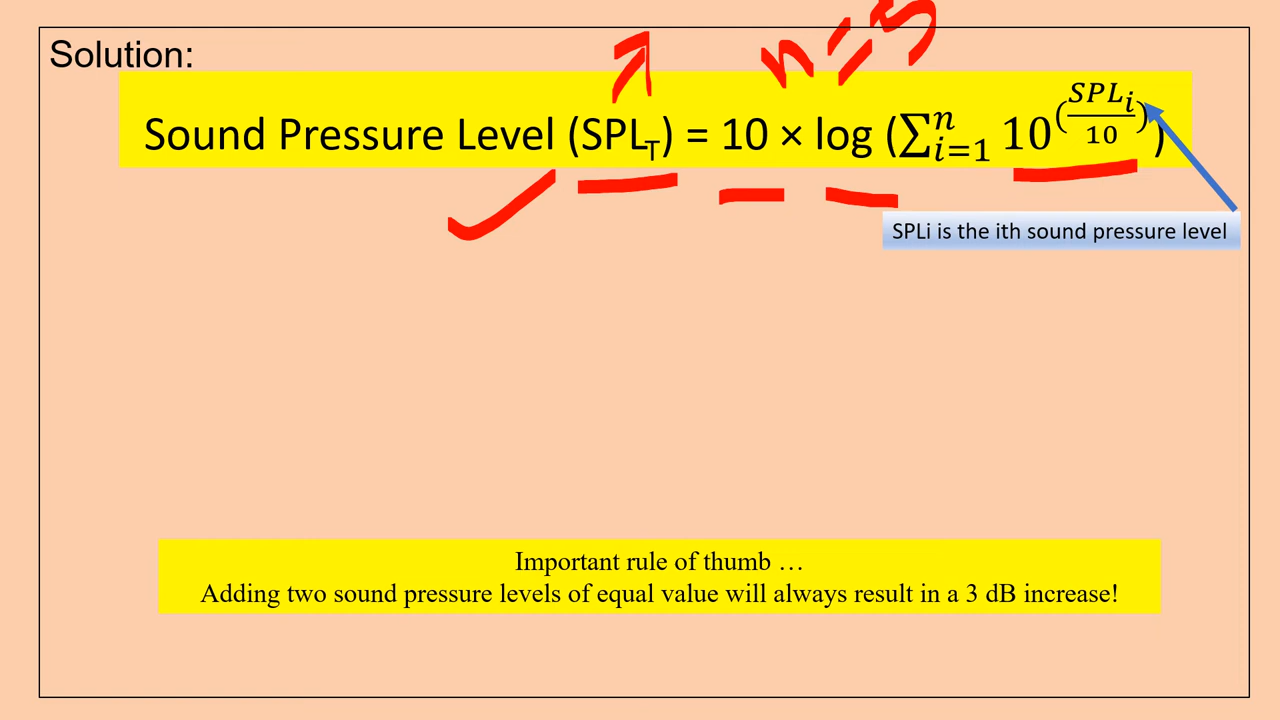 n=5
Solution:
Sound Pressure Level (SPL_T) = 10 × log (∑_{i=1}^{n} 10^{(\frac{SPL_i}{10})})
SPLi is the ith sound pressure level
Important rule of thumb …
Adding two sound pressure levels of equal value will always result in a 3 dB increase!